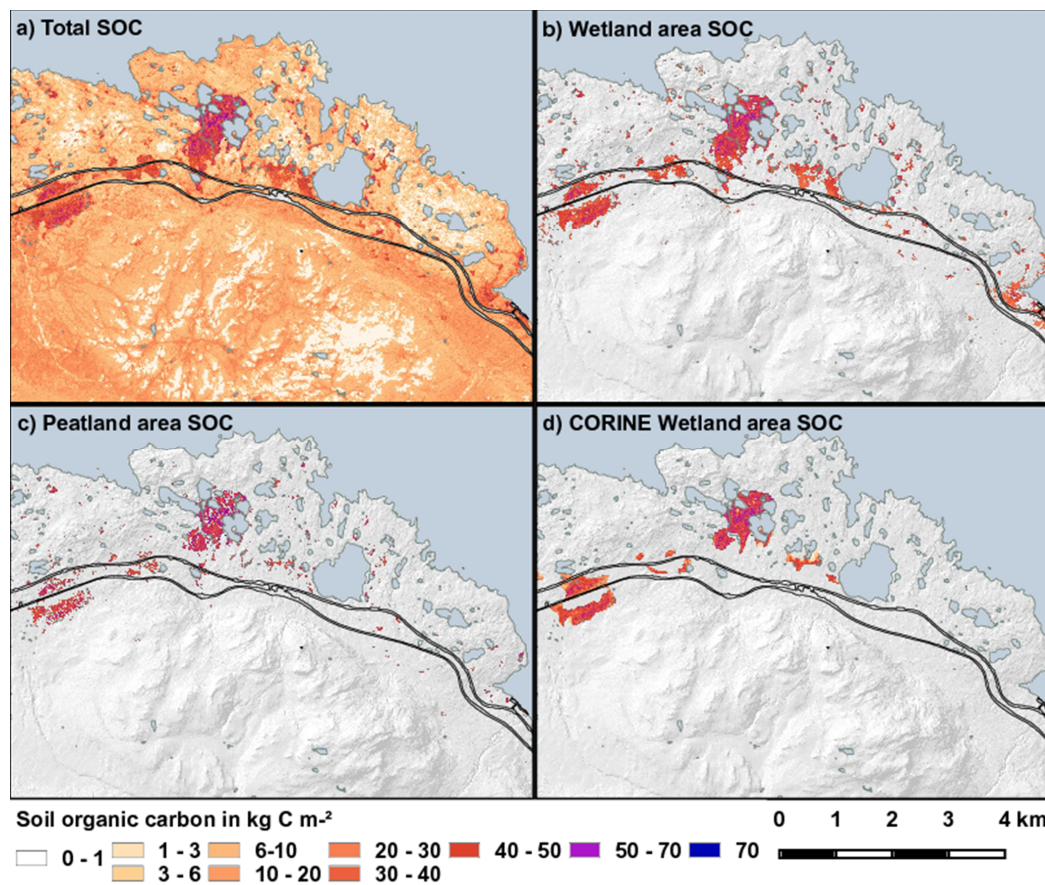 a) Total SOC
b) Wetland area SOC
c) Peatland area SOC
d) CORINE Wetland area SOC
Soil organic carbon in kg C m-²
0 1 2 3 4 km
0 - 1 1 - 3 6-10 20 - 30 40 - 50 50 - 70 70
3 - 6 10 - 20 30 - 40